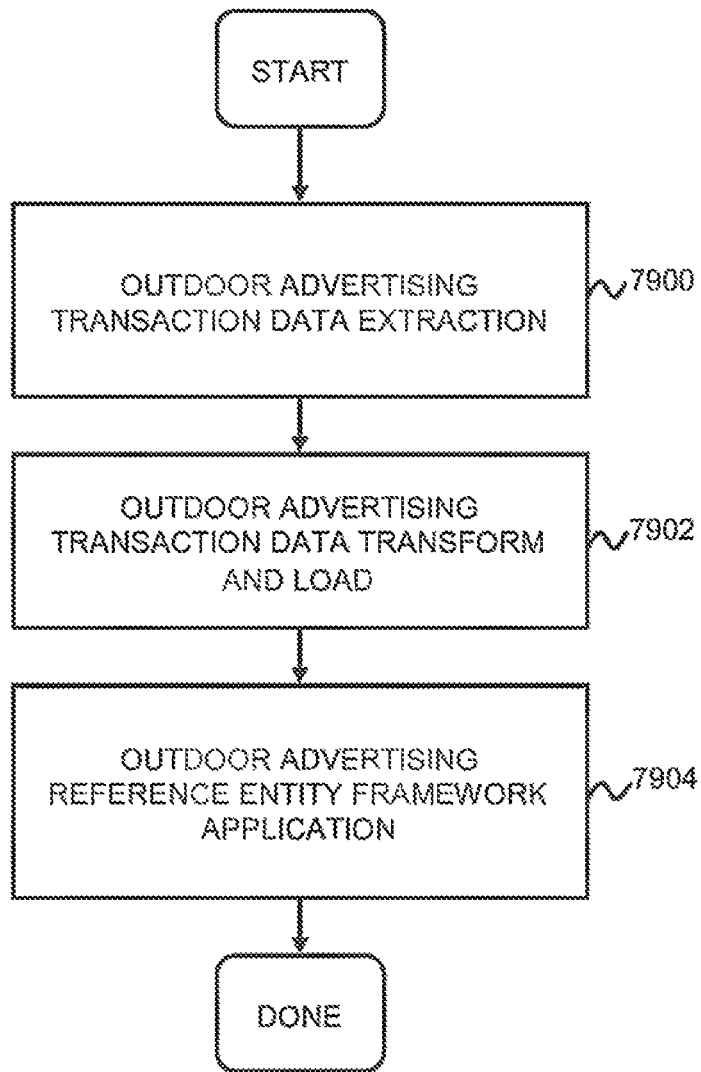 START
OUTDOOR ADVERTISING
TRANSACTION DATA EXTRACTION
7900
OUTDOOR ADVERTISING
TRANSACTION DATA TRANSFORM
AND LOAD
7902
OUTDOOR ADVERTISING
REFERENCE ENTITY FRAMEWORK
APPLICATION
7904
DONE